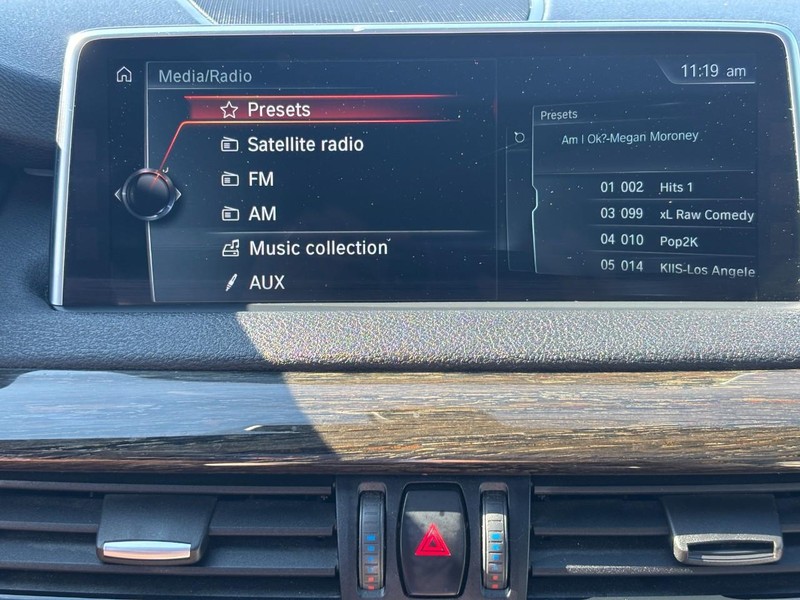 Media/Radio
11:19 am
Presets
Satellite radio
FM
AM
Music collection
AUX
Presets
Am I Ok?-Megan Moroney
01 002 Hits 1
03 099 xL Raw Comedy
04 010 Pop2K
05 014 KIIS-Los Angele